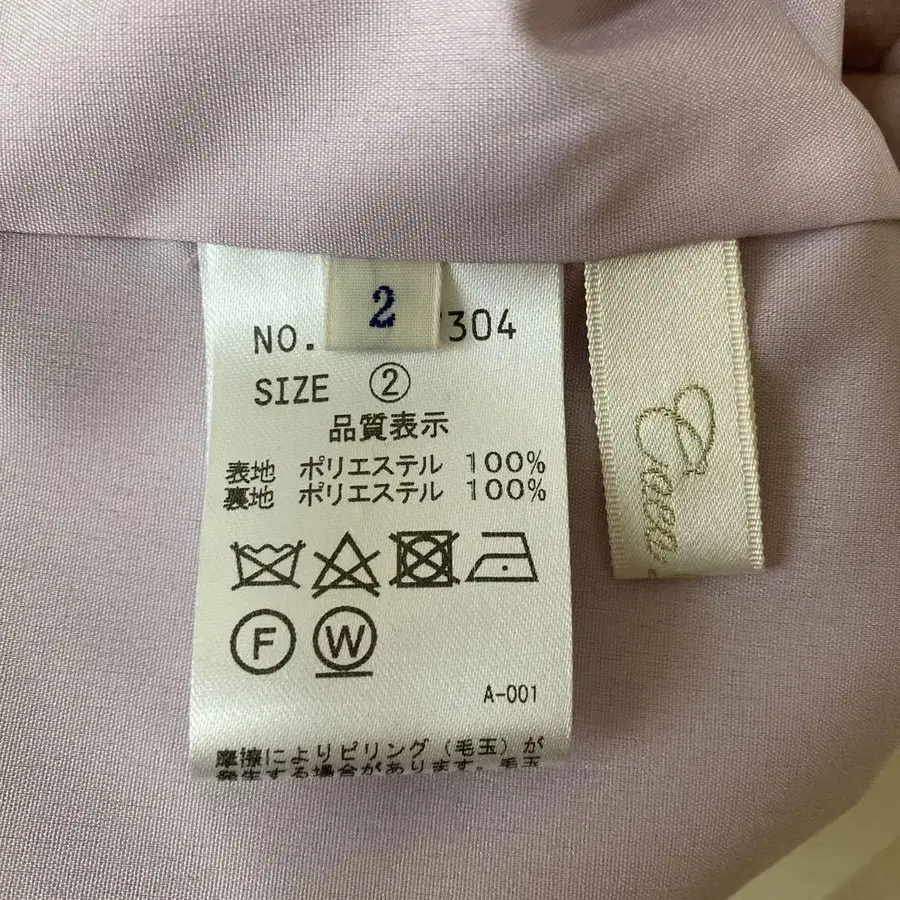 2
NO. 304
SIZE ②
品質表示
表地 ポリエステル 100%
裏地 ポリエステル 100%
F W
A-001
摩擦によりピリング(毛玉)が
発生する場合があります。毛玉